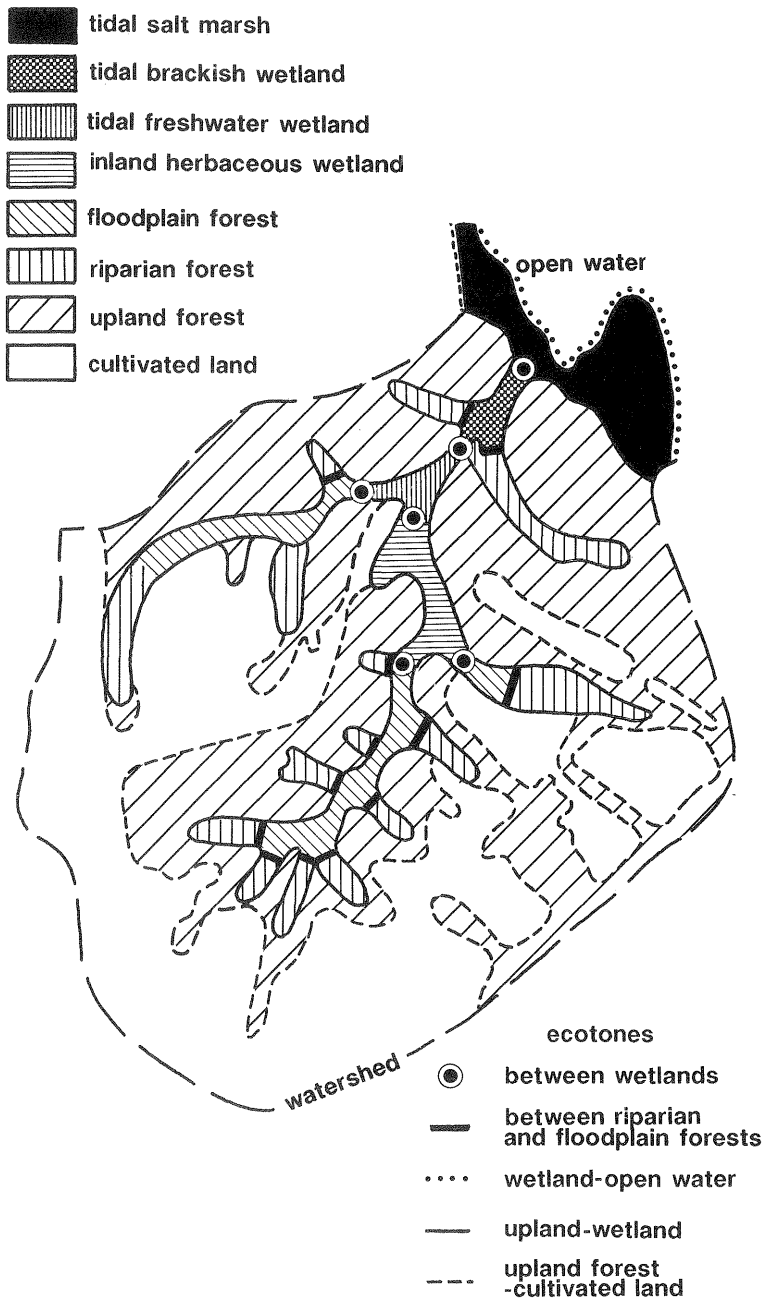 tidal salt marsh
tidal brackish wetland
tidal freshwater wetland
inland herbaceous wetland
floodplain forest
riparian forest
upland forest
cultivated land
open water
watershed
ecotones
between wetlands
between riparian
and floodplain forests
wetland-open water
upland-wetland
upland forest
-cultivated land